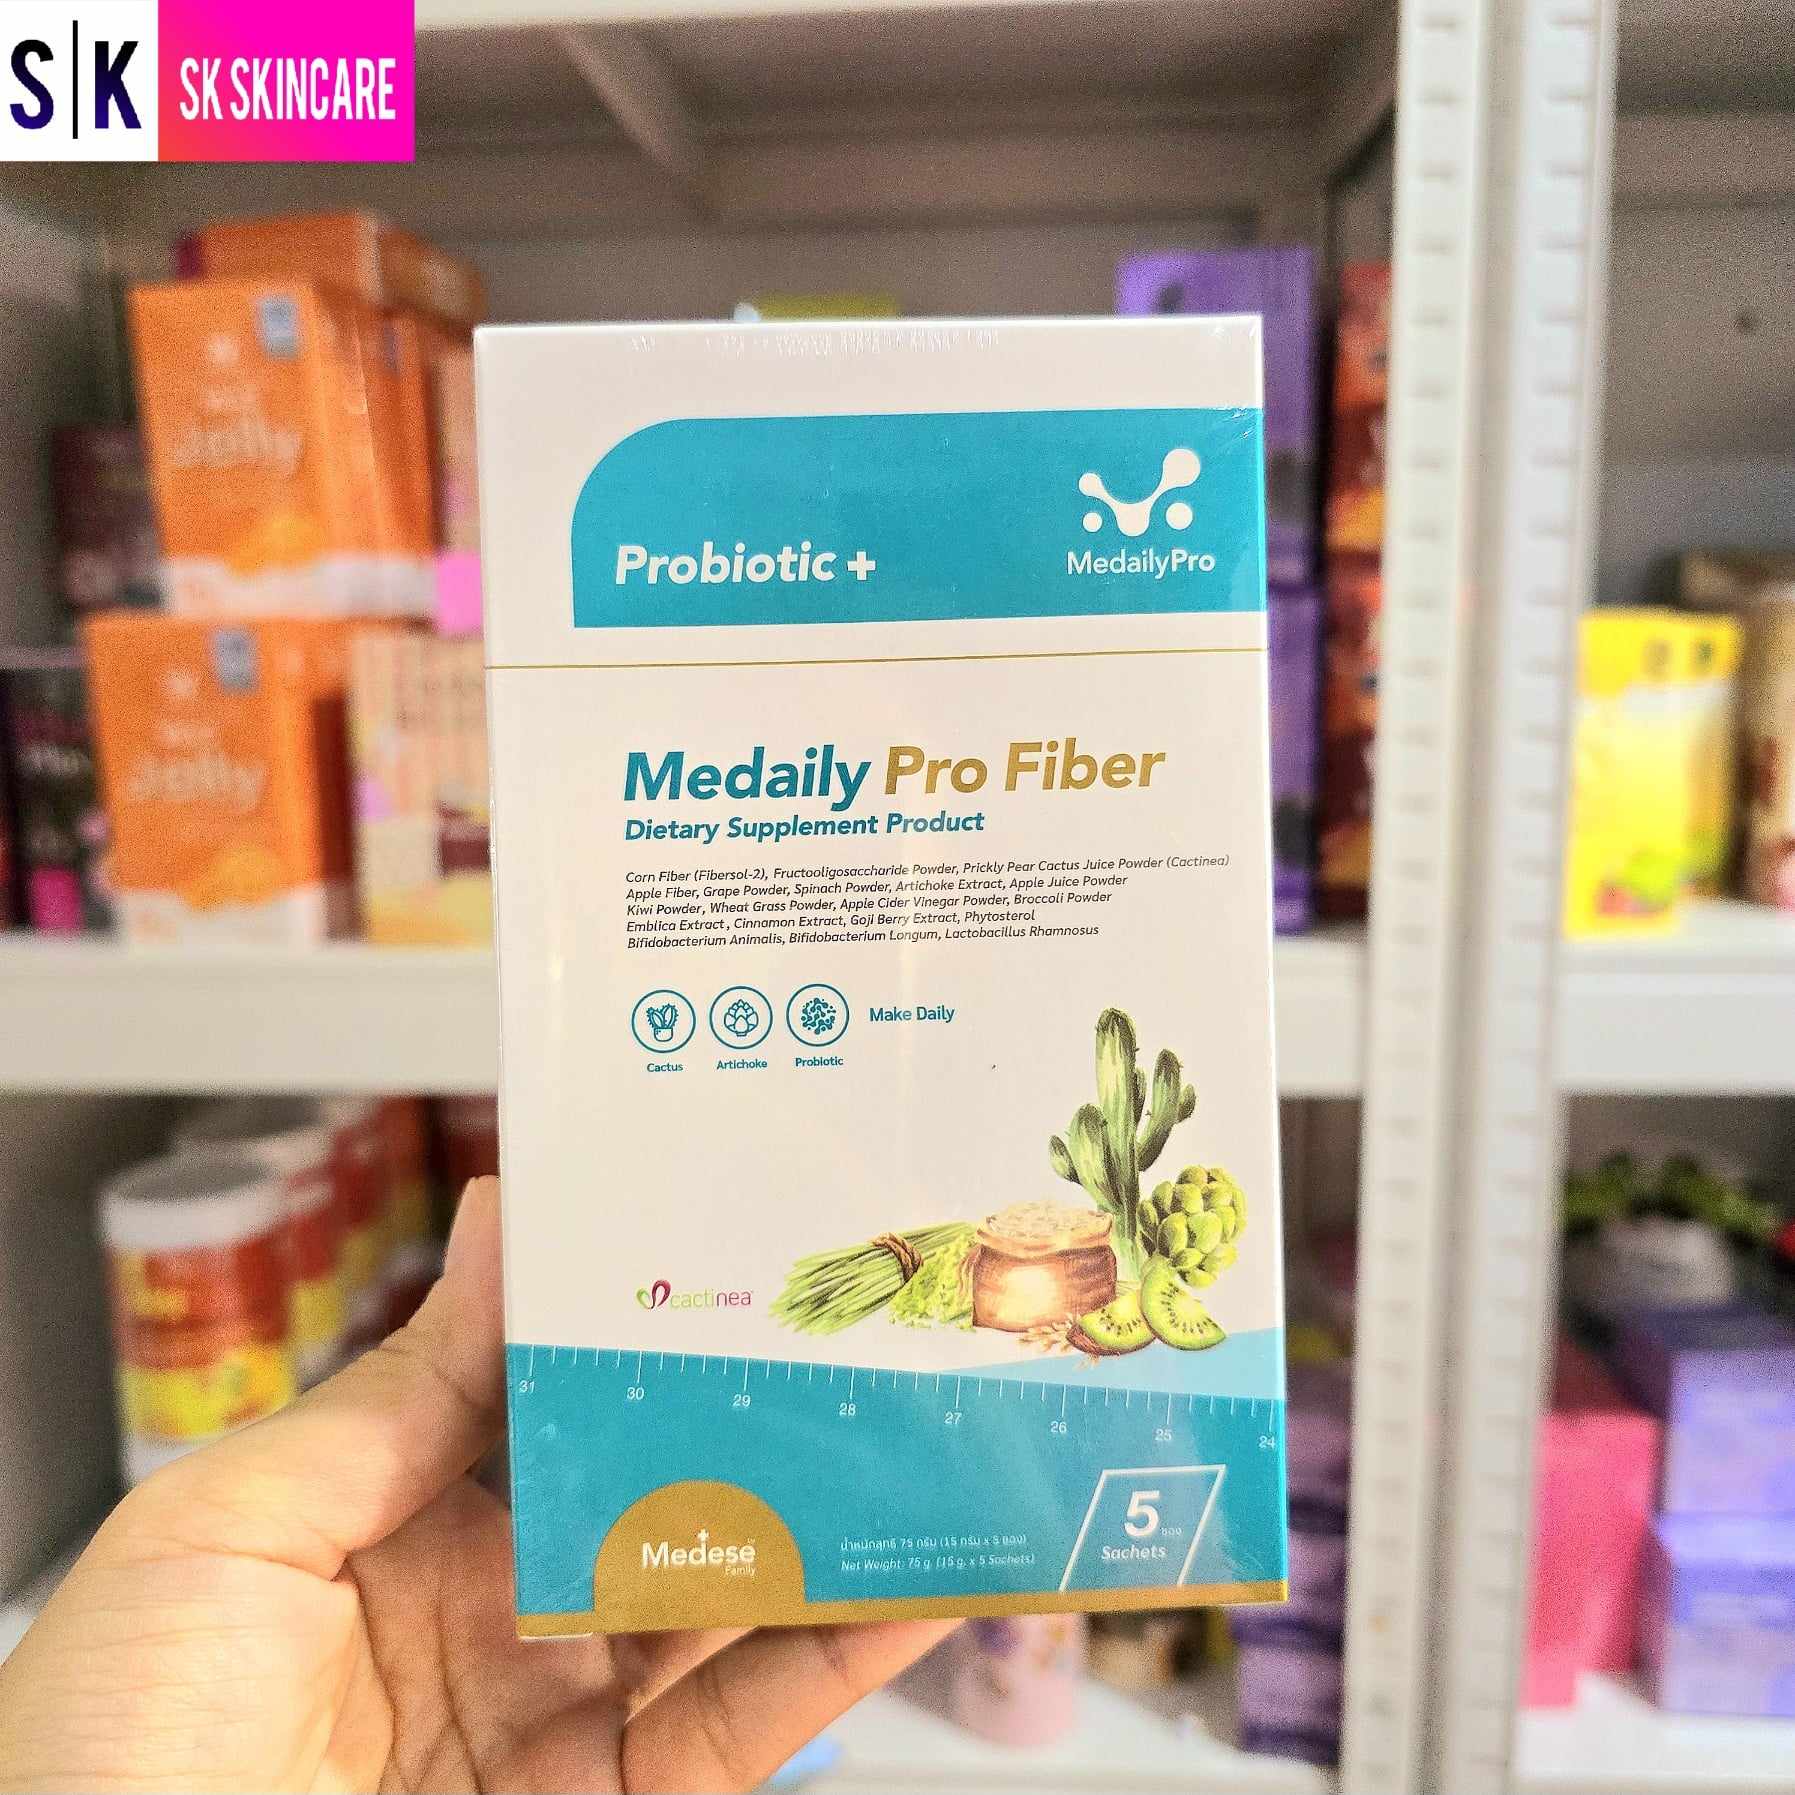 S|K SK SKINCARE
Jelly
Jelly
Probiotic +
MedailyPro
Medaily Pro Fiber
Dietary Supplement Product
Corn Fiber (Fibersol-2), Fructooligosaccharide Powder, Prickly Pear Cactus Juice Powder (Cactinea)
Apple Fiber, Grape Powder, Spinach Powder, Artichoke Extract, Apple Juice Powder
Kiwi Powder, Wheat Grass Powder, Apple Cider Vinegar Powder, Broccoli Powder
Emblica Extract, Cinnamon Extract, Goji Berry Extract, Phytosterol
Bifidobacterium Animalis, Bifidobacterium Longum, Lactobacillus Rhamnosus
Make Daily
Cactus Artichoke Probiotic
cactinea
31 30 29 28 27 26 25 24
Medese
Family
น้ำหนักสุทธิ 75 กรัม (15 กรัม x 5 ซอง)
Net Weight: 75 g. (15 g. x 5 Sachets)
5 ซอง
Sachets